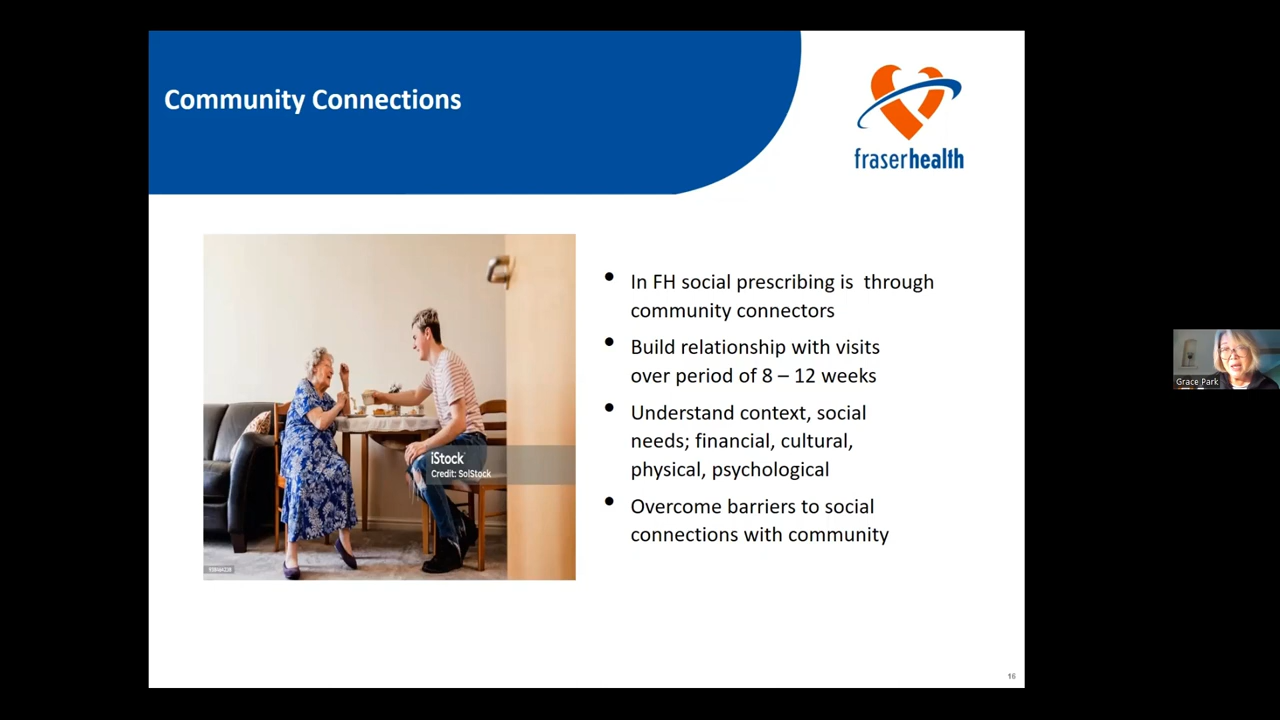 Community Connections
fraserhealth
• In FH social prescribing is  through
community connectors
• Build relationship with visits
over period of 8 – 12 weeks
• Understand context, social
needs; financial, cultural,
physical, psychological
• Overcome barriers to social
connections with community
iStock
Credit: SolStock
Grace Park
16